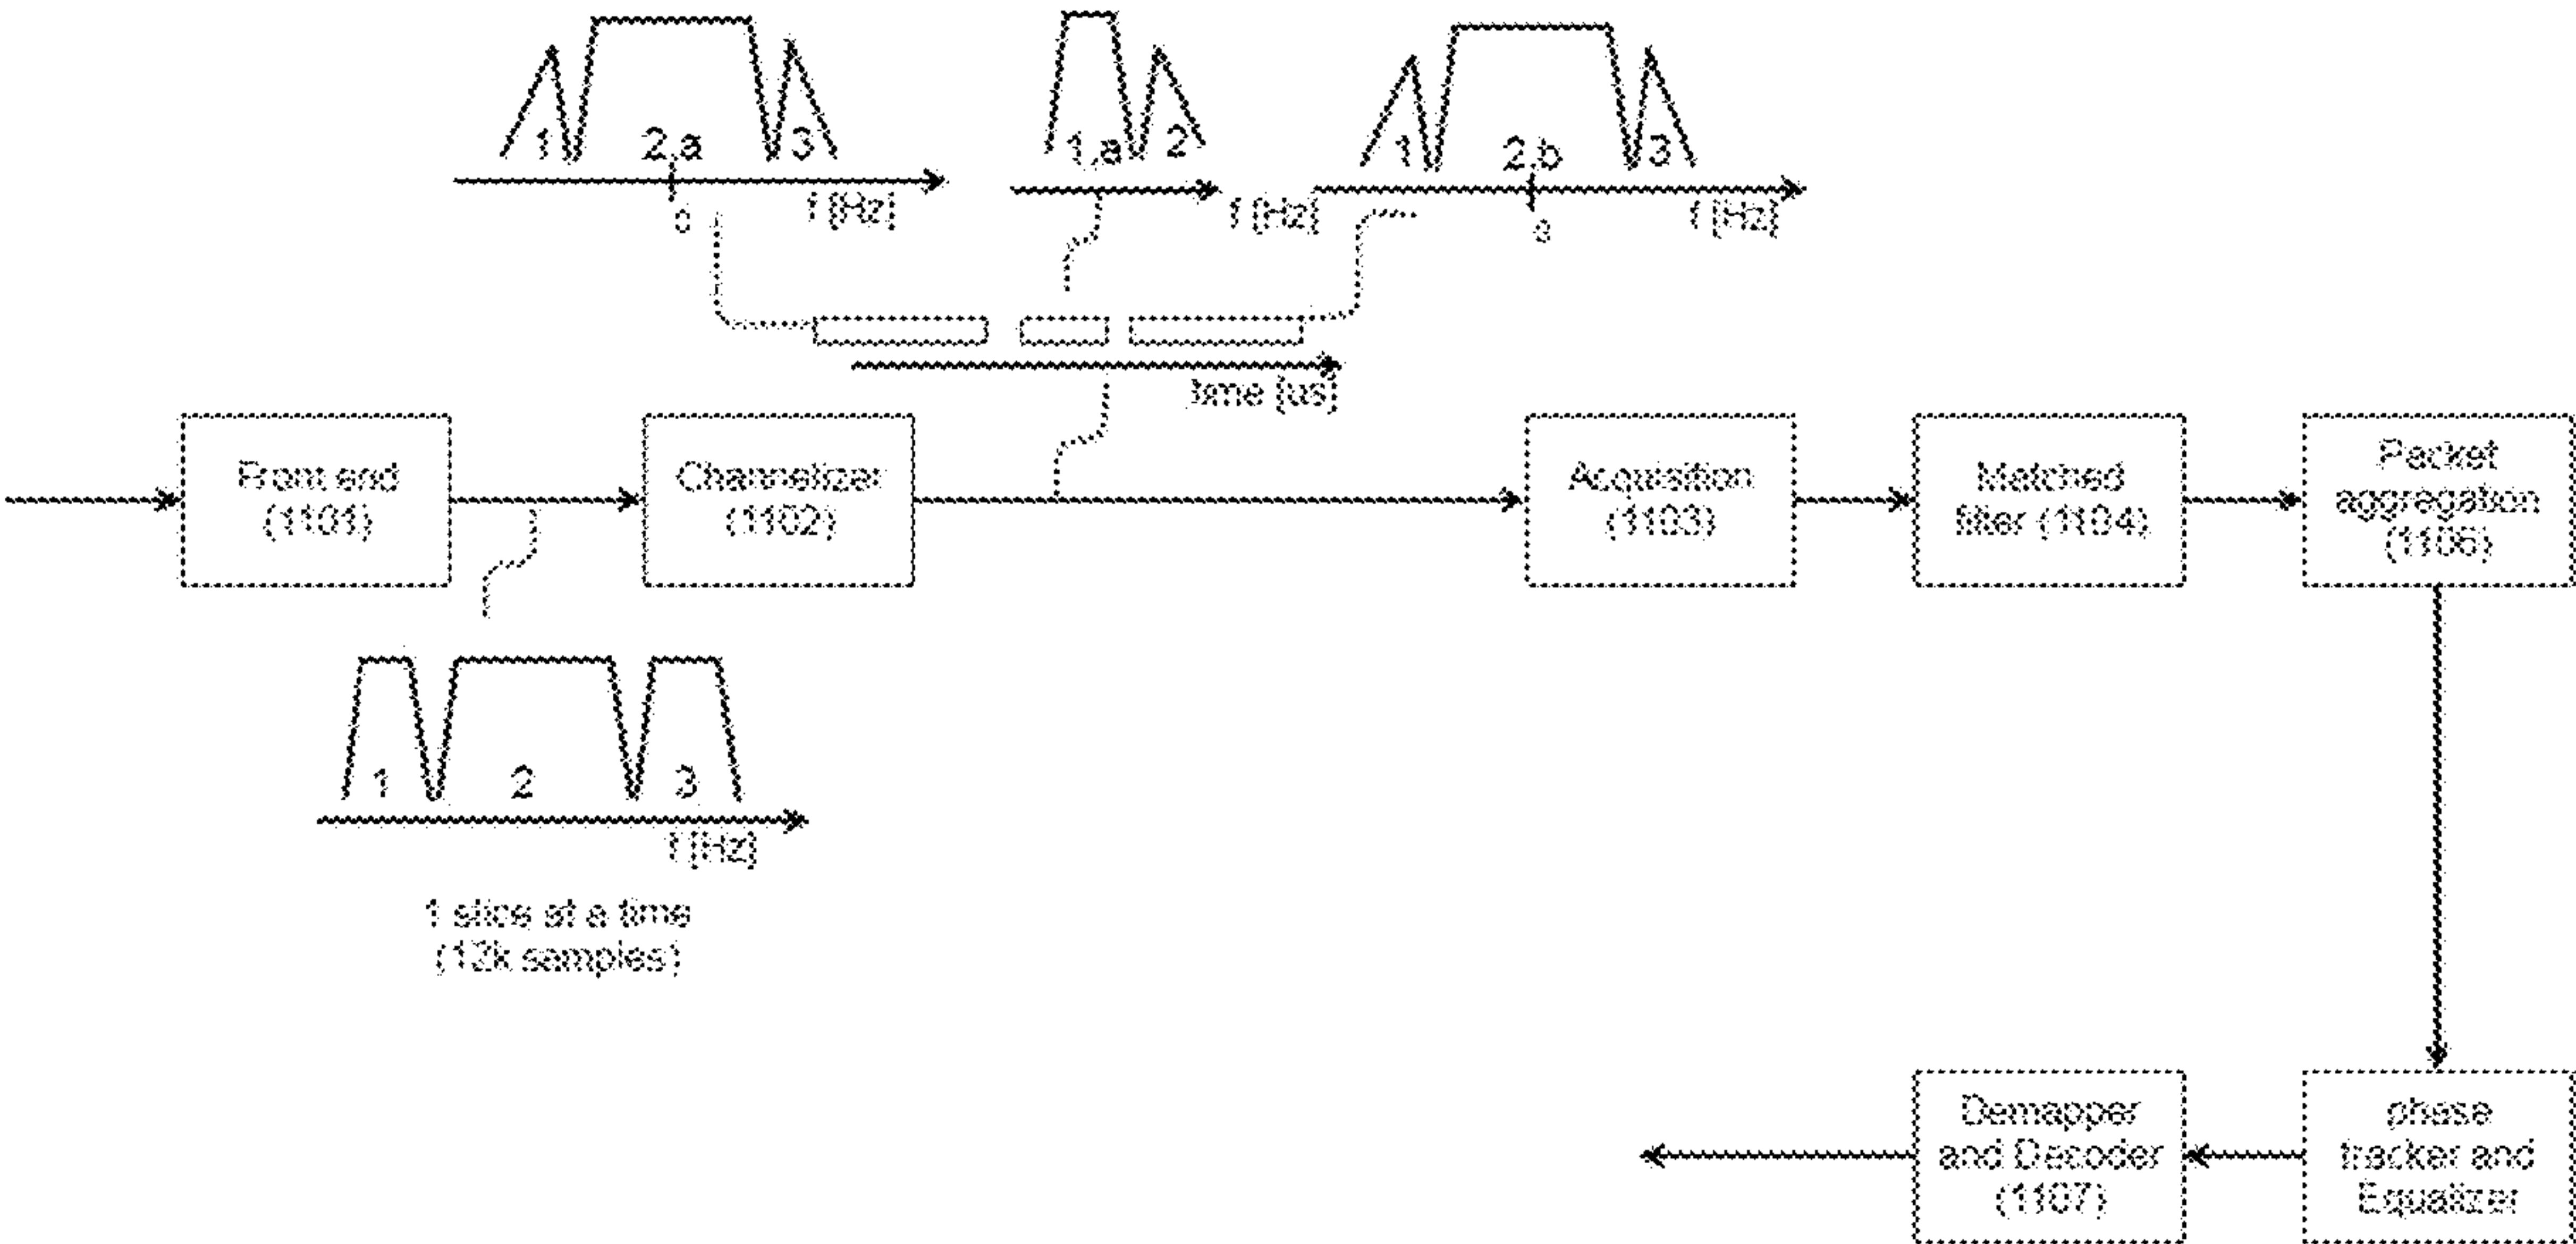 1
2,a
3
0
f [Hz]
1,a
2
f [Hz]
1
2,b
3
0
f [Hz]
time [us]
Front end
(1101)
Channelizer
(1102)
Acquisition
(1103)
Matched
filter (1104)
Packet
aggregation
(1106)
1
2
3
f [Hz]
1 slice at a time
(12k samples)
Demapper
and Decoder
(1107)
phase
tracker and
Equalizer